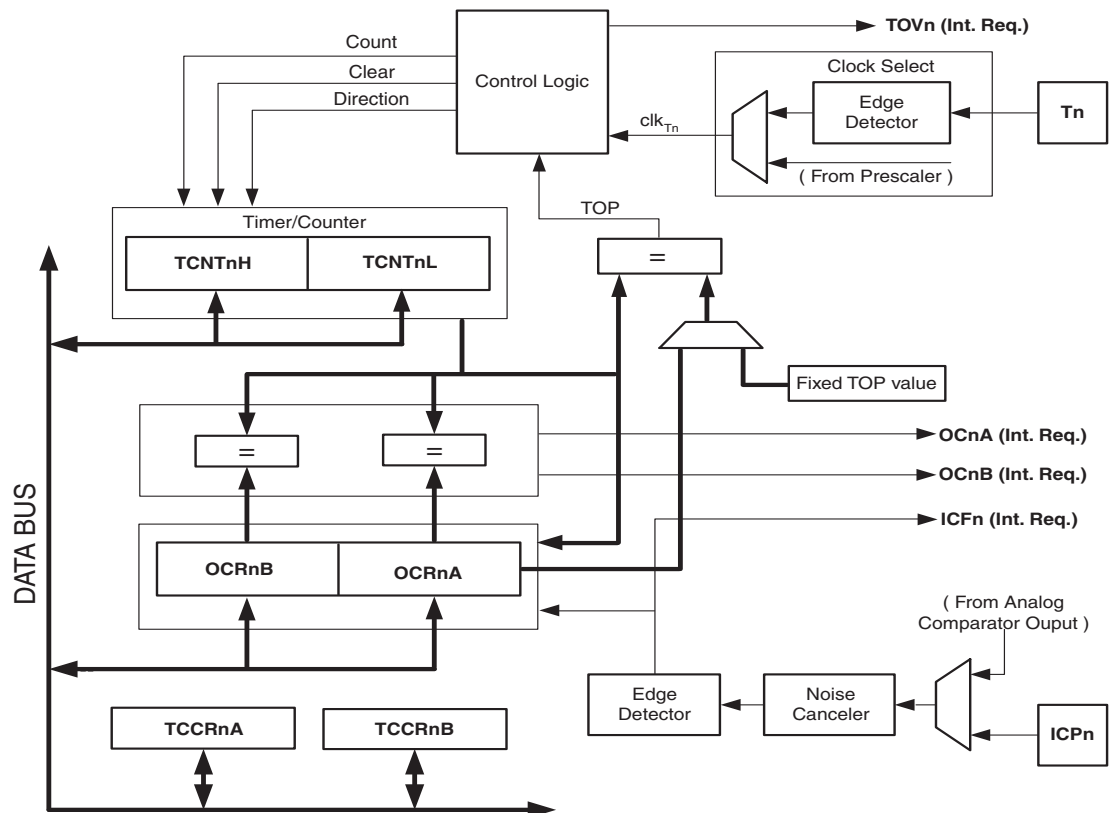 TOVn (Int. Req.)
Count
Clear
Direction
Control Logic
Clock Select
Edge
Detector
Tn
clkTn
( From Prescaler )
TOP
Timer/Counter
TCNTnH
TCNTnL
=
Fixed TOP value
=
=
OCnA (Int. Req.)
OCnB (Int. Req.)
ICFn (Int. Req.)
DATA BUS
OCRnB
OCRnA
( From Analog
Comparator Ouput )
Edge
Detector
Noise
Canceler
ICPn
TCCRnA
TCCRnB